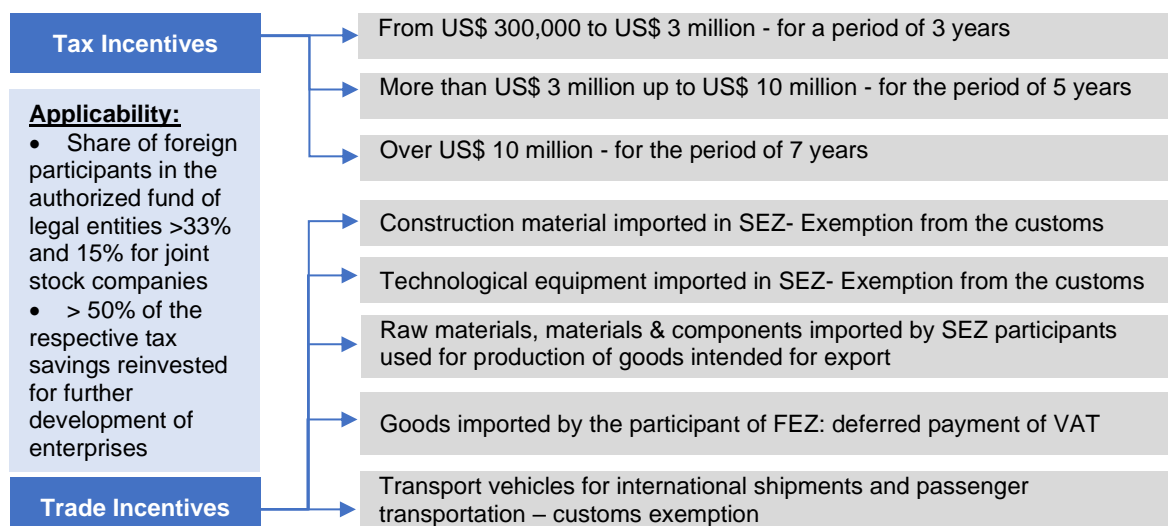 Tax Incentives
From US$ 300,000 to US$ 3 million - for a period of 3 years
More than US$ 3 million up to US$ 10 million - for the period of 5 years
Over US$ 10 million - for the period of 7 years
Applicability:
• Share of foreign
participants in the
authorized fund of
legal entities >33%
and 15% for joint
stock companies
• > 50% of the
respective tax
savings reinvested
for further
development of
enterprises
Trade Incentives
Construction material imported in SEZ- Exemption from the customs
Technological equipment imported in SEZ- Exemption from the customs
Raw materials, materials & components imported by SEZ participants
used for production of goods intended for export
Goods imported by the participant of FEZ: deferred payment of VAT
Transport vehicles for international shipments and passenger
transportation – customs exemption